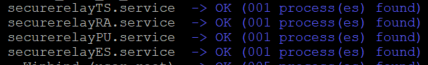 securerelayTS.service -> OK (001 process(es) found)
securerelayRA.service -> OK (001 process(es) found)
securerelayPU.service -> OK (001 process(es) found)
securerelayES.service -> OK (001 process(es) found)